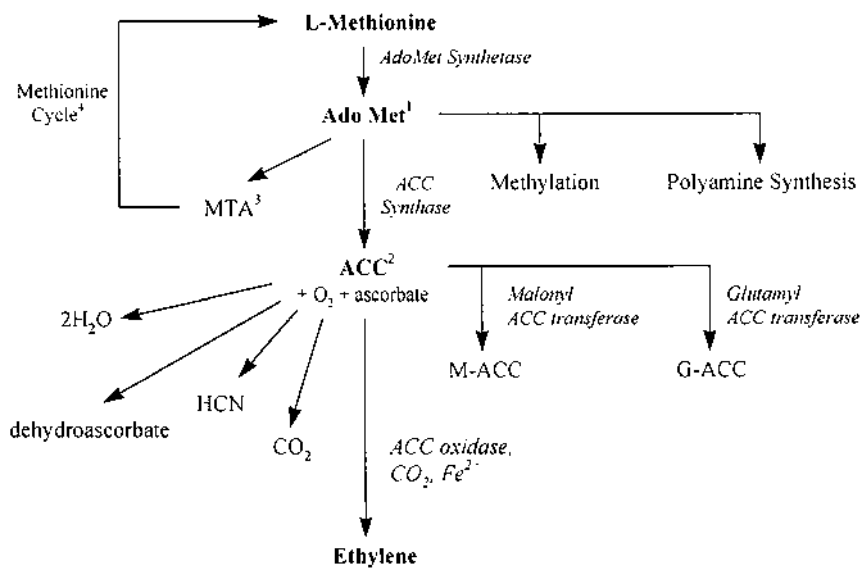 L-Methionine
AdoMet Synthetase
Methionine
Cycle⁴
Ado Met¹
ACC
Synthase
Methylation
Polyamine Synthesis
MTA³
ACC²
+ O₂ + ascorbate
Malonyl
ACC transferase
Glutamyl
ACC transferase
2H₂O
M-ACC
G-ACC
HCN
dehydroascorbate
CO₂
ACC oxidase,
CO₂, Fe²⁺
Ethylene